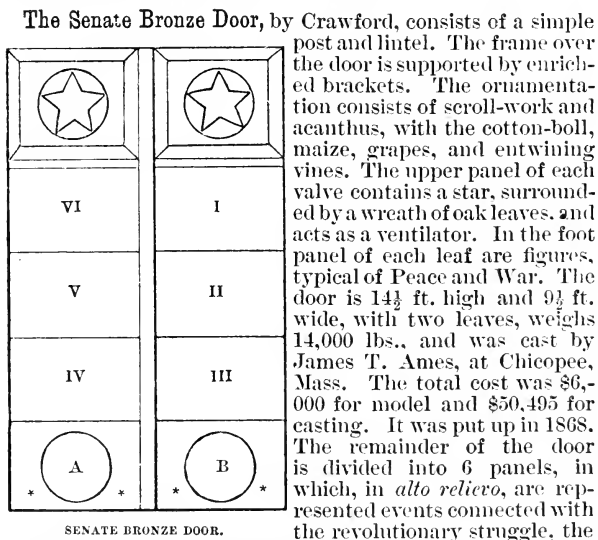 The Senate Bronze Door, by Crawford, consists of a simple
post and lintel. The frame over
the door is supported by enrich-
ed brackets. The ornamenta-
tion consists of scroll-work and
acanthus, with the cotton-boll,
maize, grapes, and entwining
vines. The upper panel of each
valve contains a star, surround-
ed by a wreath of oak leaves, and
acts as a ventilator. In the foot
panel of each leaf are figures,
typical of Peace and War. The
door is 14½ ft. high and 9½ ft.
wide, with two leaves, weighs
14,000 lbs., and was cast by
James T. Ames, at Chicopee,
Mass. The total cost was $6,-
000 for model and $50,495 for
casting. It was put up in 1868.
The remainder of the door
is divided into 6 panels, in
which, in alto relievo, are rep-
resented events connected with
the revolutionary struggle, the
VI I
V II
IV III
A B
* * * *
SENATE BRONZE DOOR.